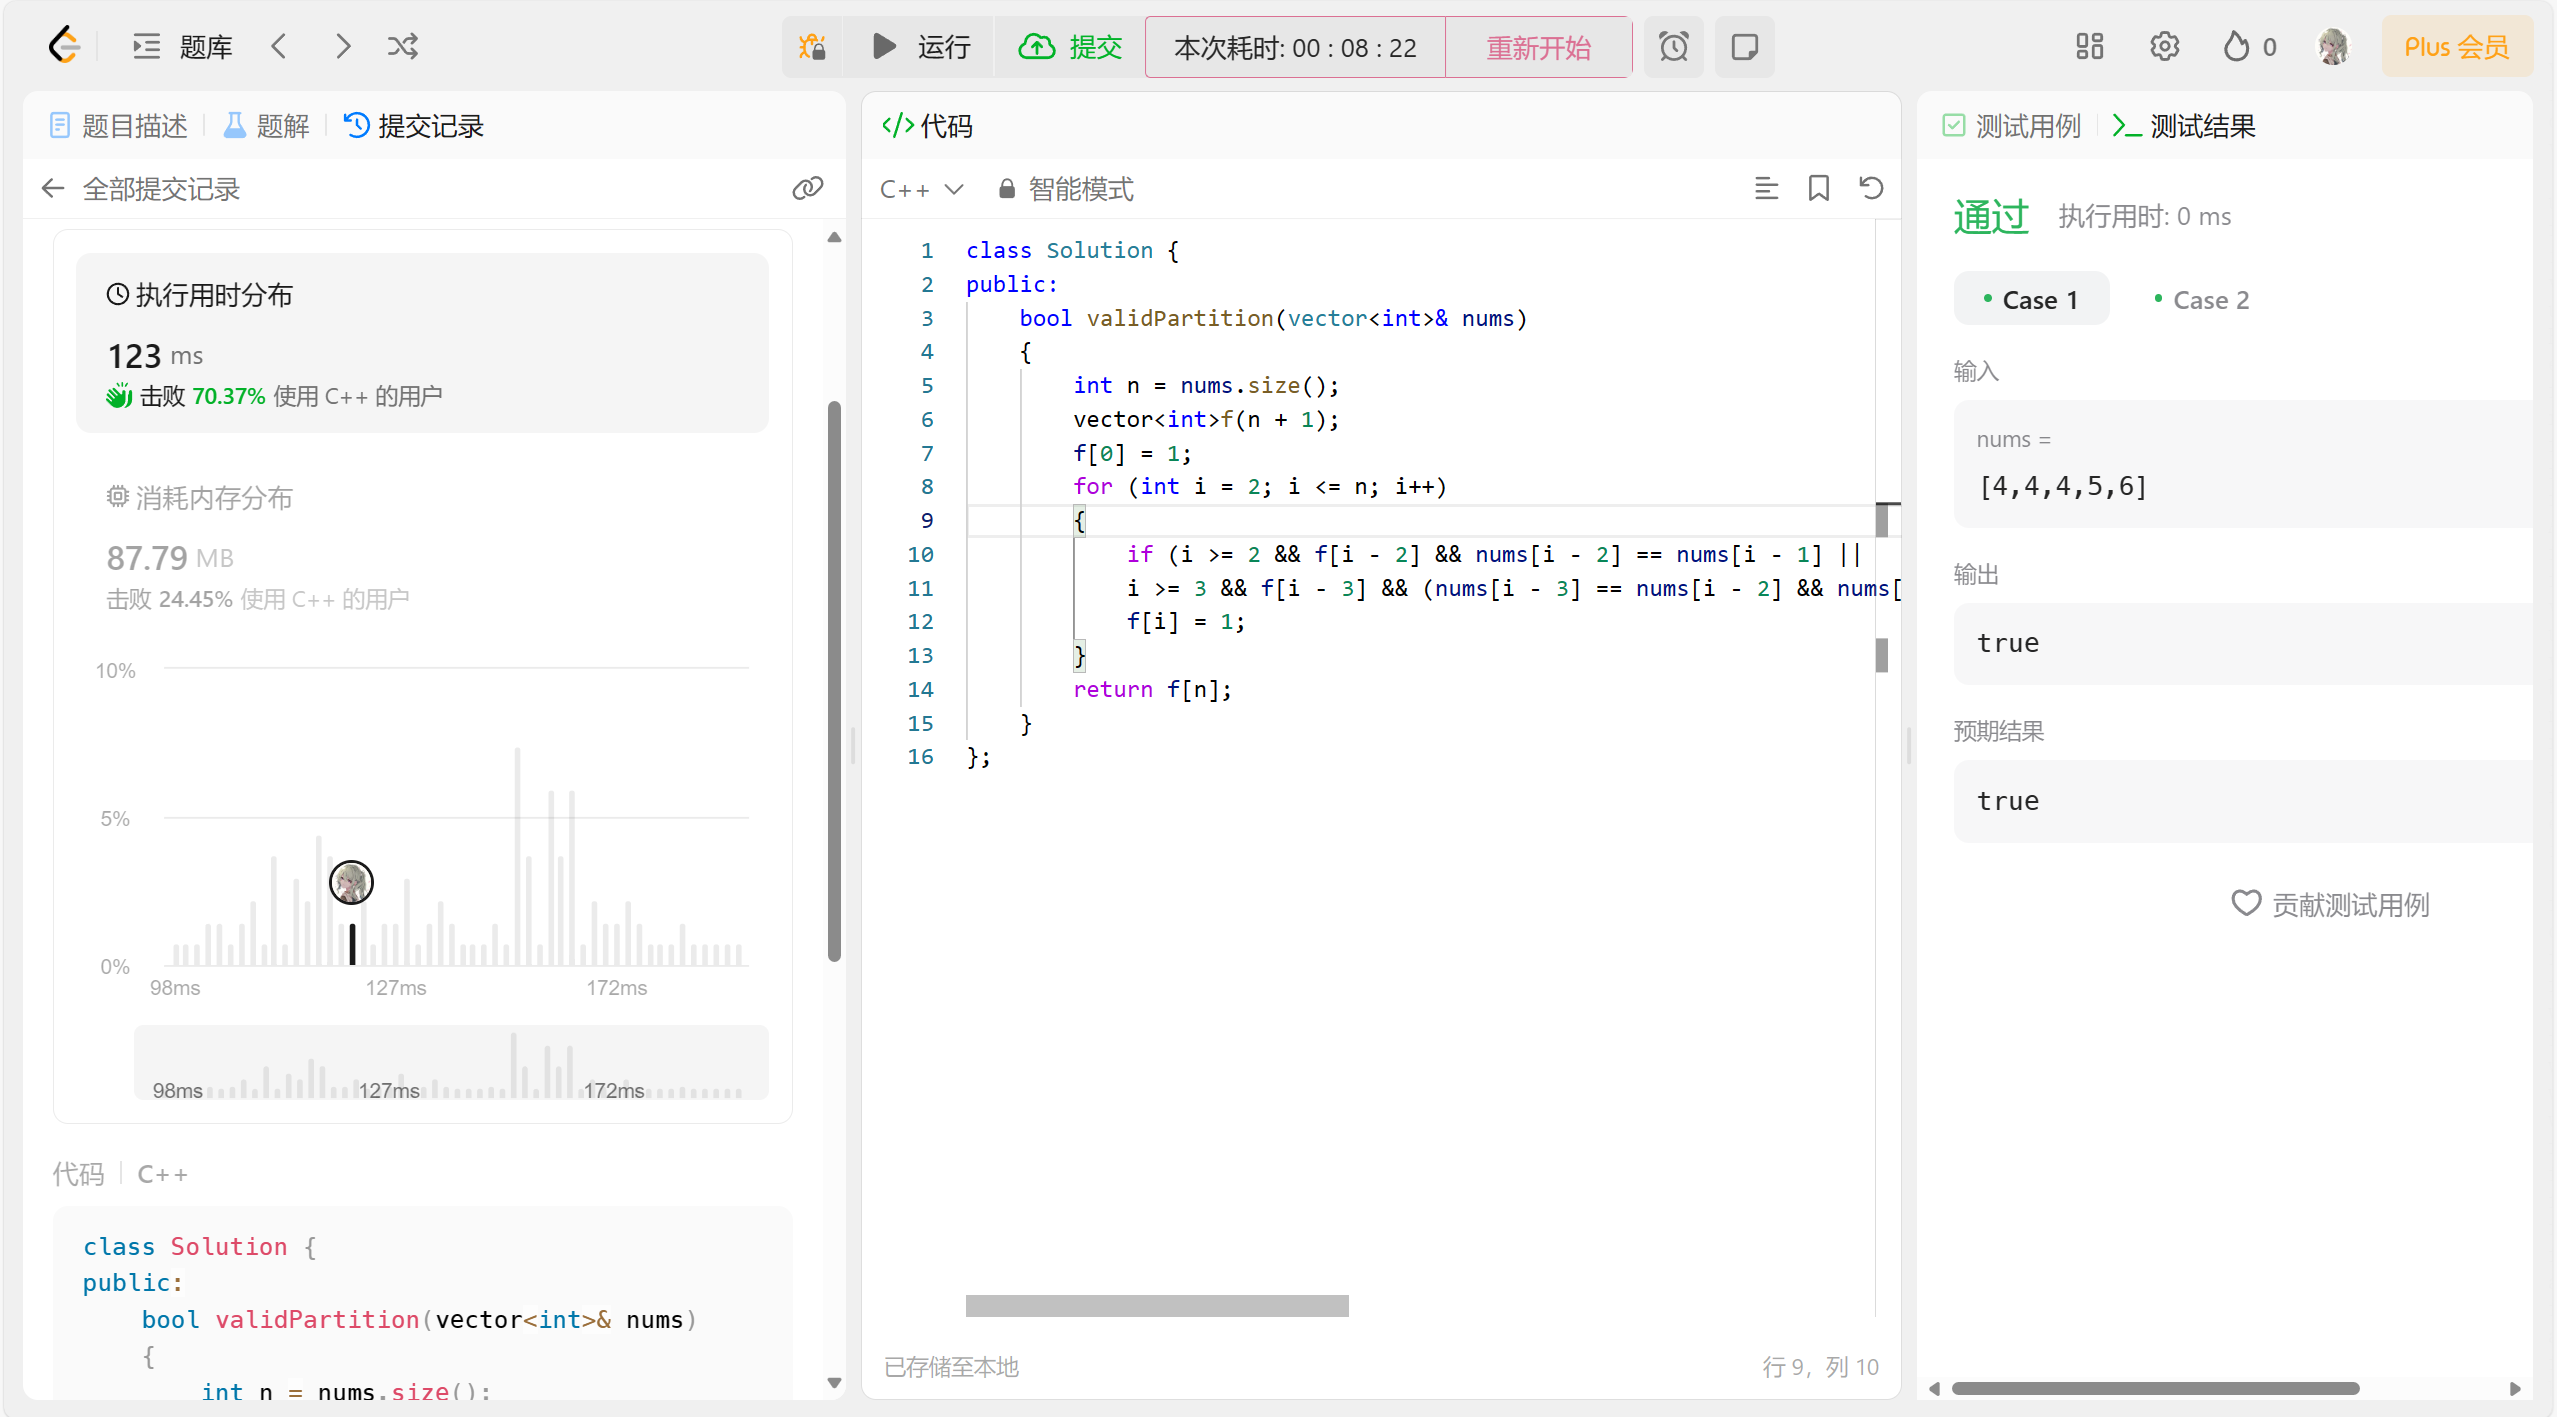 题库
运行
提交
本次耗时: 00 : 08 : 22
重新开始
0
Plus 会员
题目描述
题解
提交记录
全部提交记录
执行用时分布
123 ms
击败 70.37% 使用 C++ 的用户
消耗内存分布
87.79 MB
击败 24.45% 使用 C++ 的用户
10%
5%
0%
98ms 127ms 172ms
98ms 127ms 172ms
代码 C++
class Solution {
public:
    bool validPartition(vector<int>& nums)
    {
        int n = nums.size();
代码
C++ 智能模式
1 class Solution {
2 public:
3     bool validPartition(vector<int>& nums)
4     {
5         int n = nums.size();
6         vector<int>f(n + 1);
7         f[0] = 1;
8         for (int i = 2; i <= n; i++)
9         {
10             if (i >= 2 && f[i - 2] && nums[i - 2] == nums[i - 1] ||
11             i >= 3 && f[i - 3] && (nums[i - 3] == nums[i - 2] && nums[
12             f[i] = 1;
13         }
14         return f[n];
15     }
16 };
已存储至本地
行 9, 列 10
测试用例
测试结果
通过 执行用时: 0 ms
Case 1 Case 2
输入
nums =
[4,4,4,5,6]
输出
true
预期结果
true
贡献测试用例